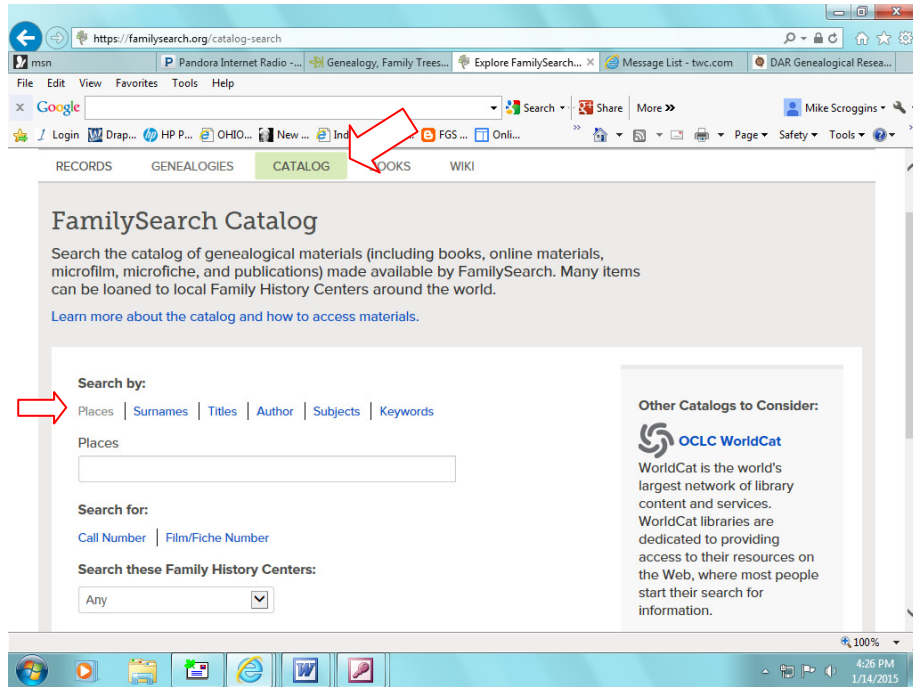 https://familysearch.org/catalog-search
msn
Pandora Internet Radio -...
Genealogy, Family Trees...
Explore FamilySearch...
Message List - twc.com
DAR Genealogical Resea...
File Edit View Favorites Tools Help
x Google Search Share More >> Mike Scroggins
Login Drap... HP P... OHIO... New ... Ind FGS ... Onli... >> Page Safety Tools
RECORDS GENEALOGIES CATALOG OOKS WIKI
FamilySearch Catalog
Search the catalog of genealogical materials (including books, online materials,
microfilm, microfiche, and publications) made available by FamilySearch. Many items
can be loaned to local Family History Centers around the world.
Learn more about the catalog and how to access materials.
Search by:
Places | Surnames | Titles | Author | Subjects | Keywords
Places
Search for:
Call Number | Film/Fiche Number
Search these Family History Centers:
Any
Other Catalogs to Consider:
OCLC WorldCat
WorldCat is the world's
largest network of library
content and services.
WorldCat libraries are
dedicated to providing
access to their resources on
the Web, where most people
start their search for
information.
100%
4:26 PM
1/14/2015